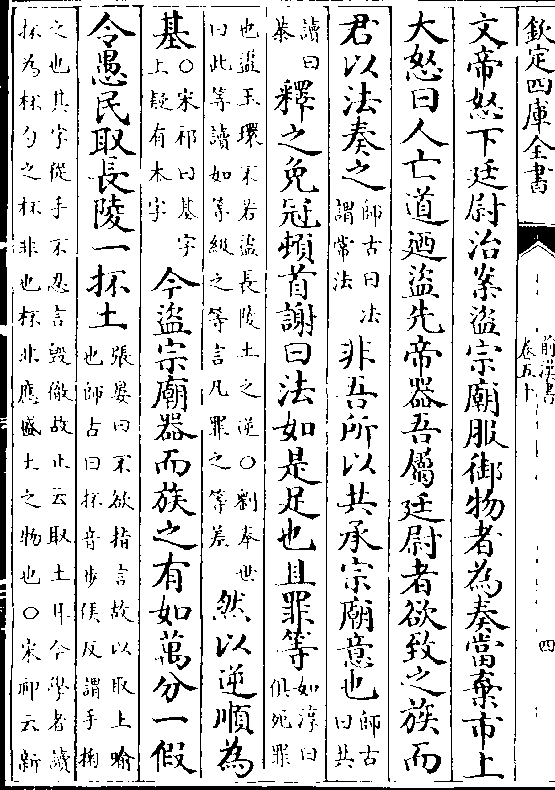 欽定四庫全書
前漢書
卷五十
四
文帝怒下廷尉治案盜宗廟服御物者為奏當棄市上
大怒曰人亡道迺盜先帝器吾屬廷尉者欲致之族而
君以法奏之師古曰法謂常法非吾所以共承宗廟意也師古曰共
讀曰恭釋之免冠頓首謝曰法如是足也且罪等如淳曰俱死罪
也盜玉環不若盜長陵土之逆○劉奉世曰此等讀如等級之等言凡罪之等差然以逆順為
基○宋祁曰基字上疑有木字今盜宗廟器而族之有如萬分一假
令愚民取長陵一抔土張晏曰不欲指言故以取上喻也師古曰抔音步侯反謂手掬
之也其字從手不忍言毀徹故止云取土耳今學者讀抔為杯勺之杯非也杯非應盛土之物也○宋祁云新